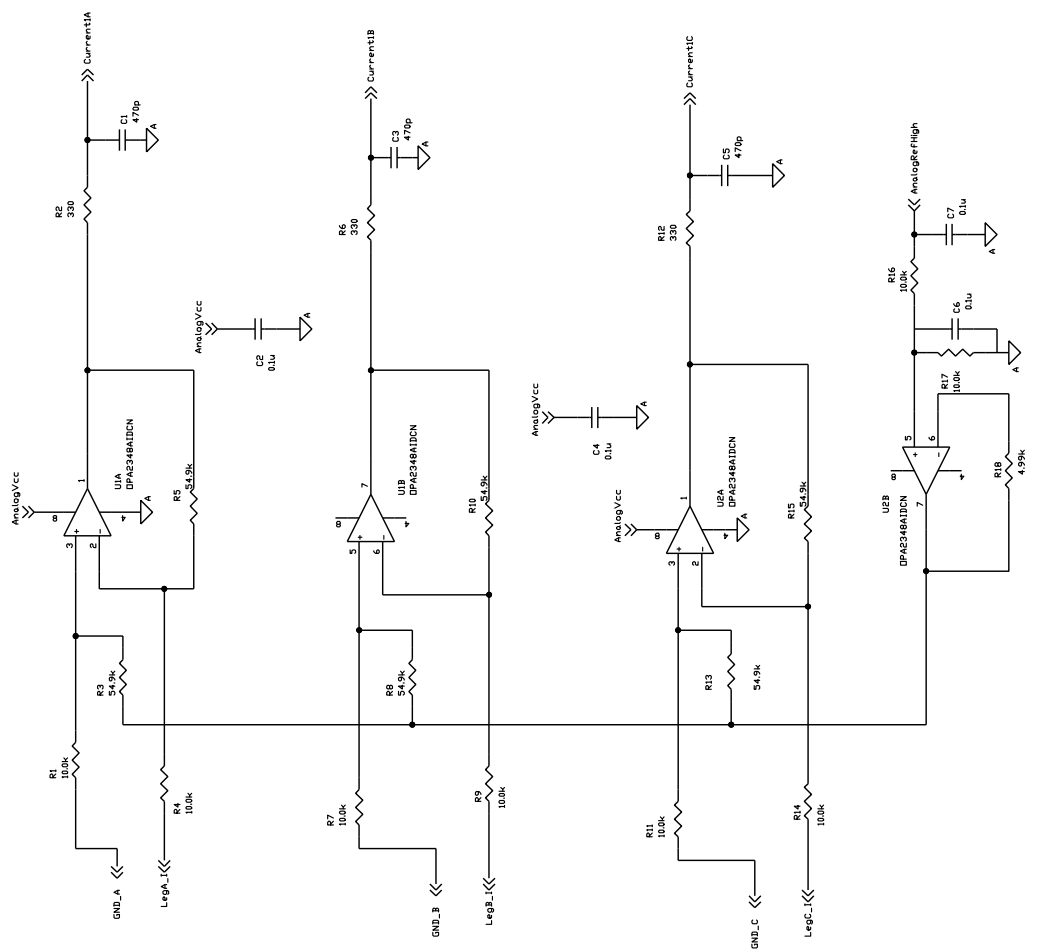 Current1A
C1
470p
A
R2
330
AnalogVcc
C2
0.1u
A
AnalogVcc
8
1
U1A
OPA2348AIDCN
4
A
3
+
2
-
R5
54.9k
R3
54.9k
R1
10.0k
R4
10.0k
GND_A
LegA_I
Current1B
C3
470p
A
R6
330
7
U1B
OPA2348AIDCN
8
4
5
+
6
-
R10
54.9k
R8
54.9k
R7
10.0k
R9
10.0k
GND_B
LegB_I
Current1C
C5
470p
A
R12
330
AnalogVcc
C4
0.1u
A
AnalogVcc
8
1
U2A
OPA2348AIDCN
4
A
3
+
2
-
R15
54.9k
R13
54.9k
R11
10.0k
R14
10.0k
GND_C
LegC_I
AnalogRefHigh
C7
0.1u
A
R16
10.0k
C6
0.1u
A
R17
10.0k
5
+
6
-
8
4
U2B
OPA2348AIDCN
7
R18
4.99k